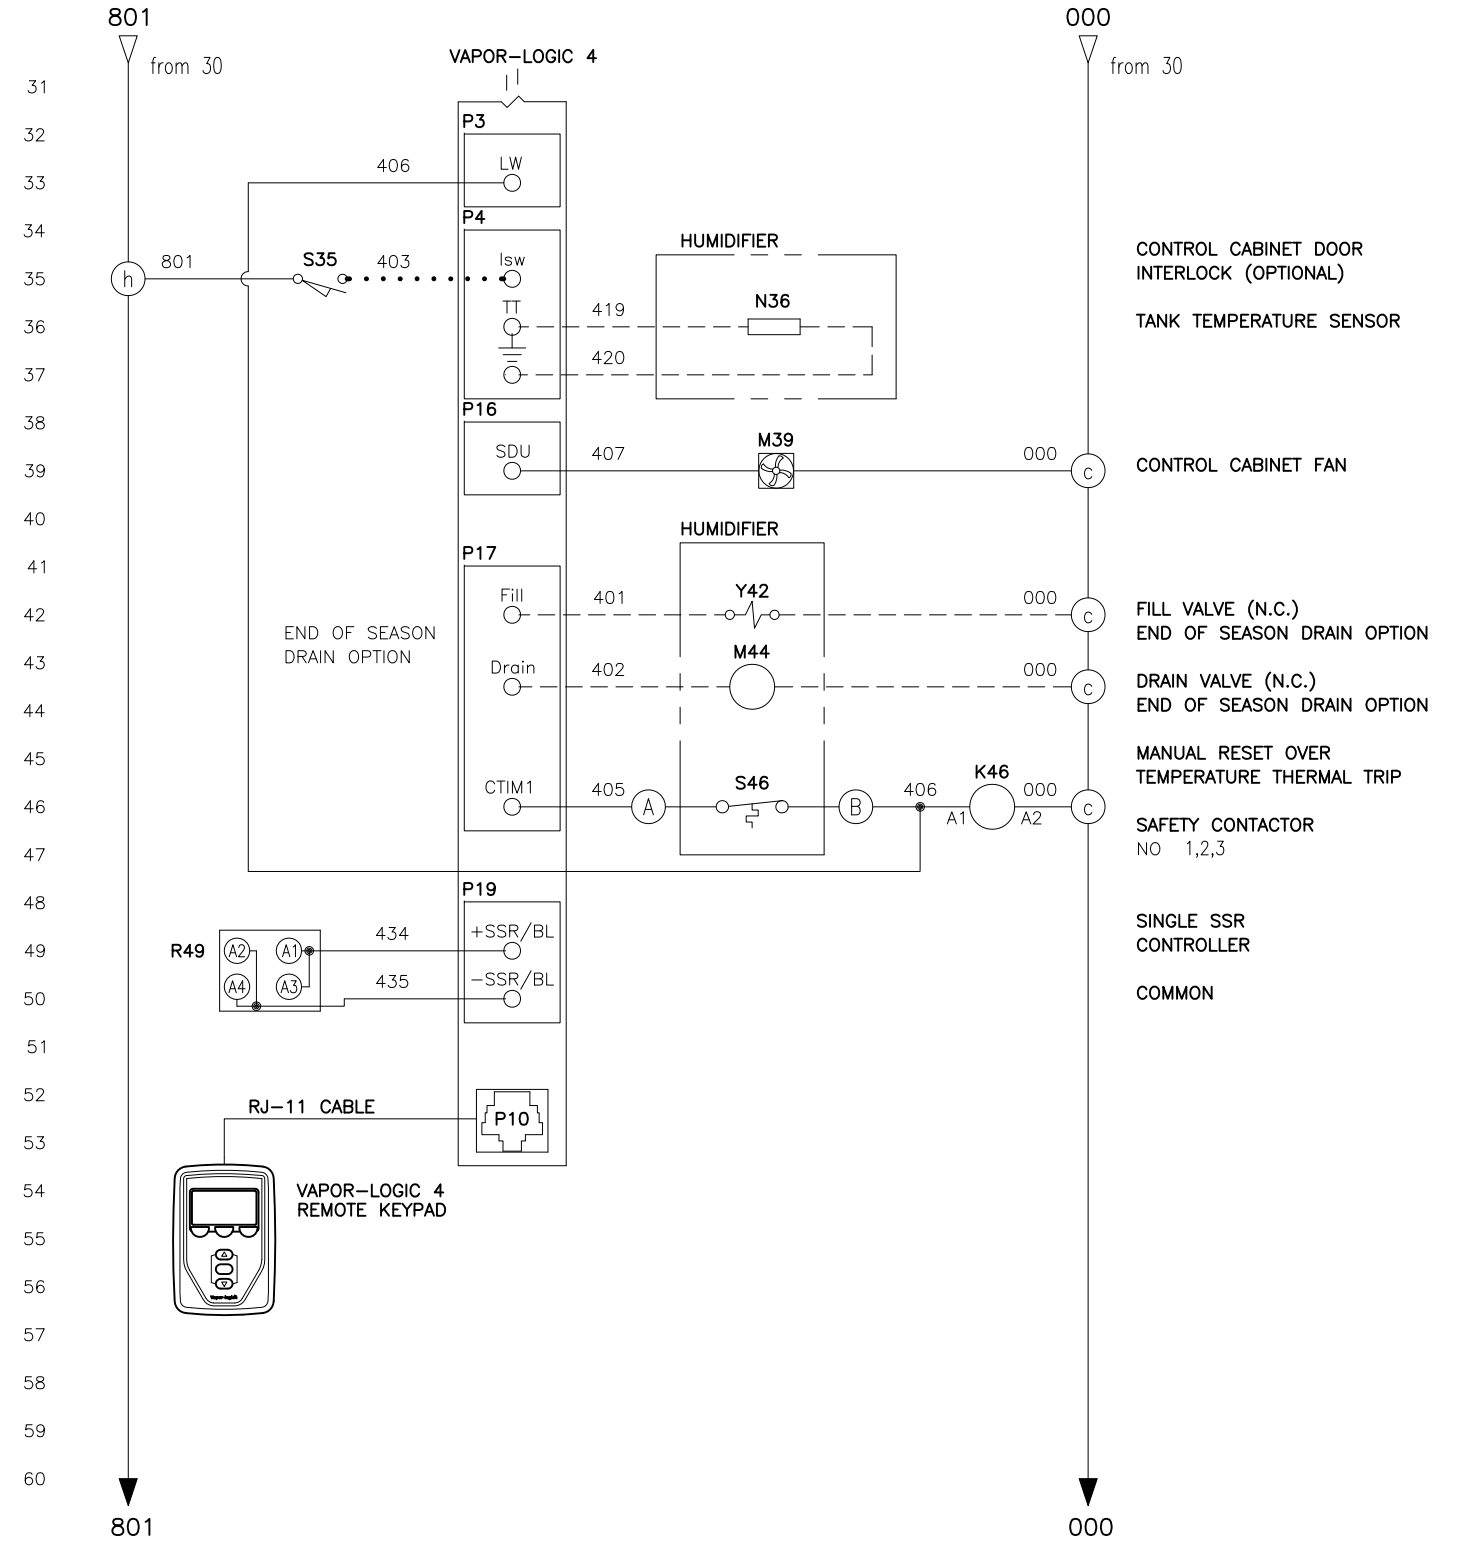 801
000
from 30
from 30
VAPOR-LOGIC 4
31
P3
32
LW
406
33
P4
34
HUMIDIFIER
CONTROL CABINET DOOR
INTERLOCK (OPTIONAL)
801
S35
403
Isw
35
h
N36
TT
419
36
TANK TEMPERATURE SENSOR
420
37
P16
38
M39
SDU
407
000
39
c
CONTROL CABINET FAN
40
HUMIDIFIER
P17
41
Fill
401
Y42
000
42
c
FILL VALVE (N.C.)
END OF SEASON DRAIN OPTION
END OF SEASON
DRAIN OPTION
M44
43
Drain
402
000
c
DRAIN VALVE (N.C.)
END OF SEASON DRAIN OPTION
44
45
MANUAL RESET OVER
TEMPERATURE THERMAL TRIP
CTIM1
405
S46
406
K46
000
46
A
B
A1
A2
c
SAFETY CONTACTOR
NO 1,2,3
47
P19
48
SINGLE SSR
CONTROLLER
434
+SSR/BL
49
R49
A2
A1
435
-SSR/BL
A4
A3
50
COMMON
51
52
RJ-11 CABLE
P10
53
54
VAPOR-LOGIC 4
REMOTE KEYPAD
55
56
Vapor-logic4
57
58
59
60
801
000